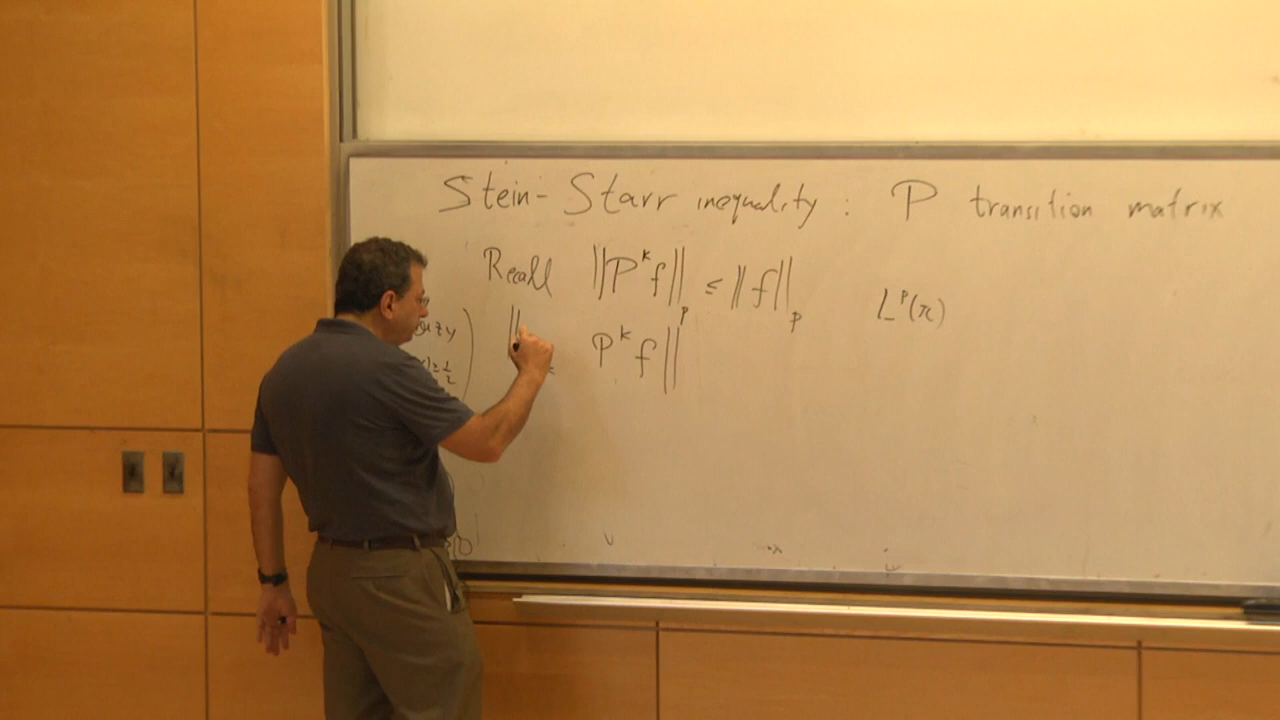 Stein-Starr inequality : P transition matrix
Recall ||P^k f||_p ≤ ||f||_p L^p(π)
|| P^k f||